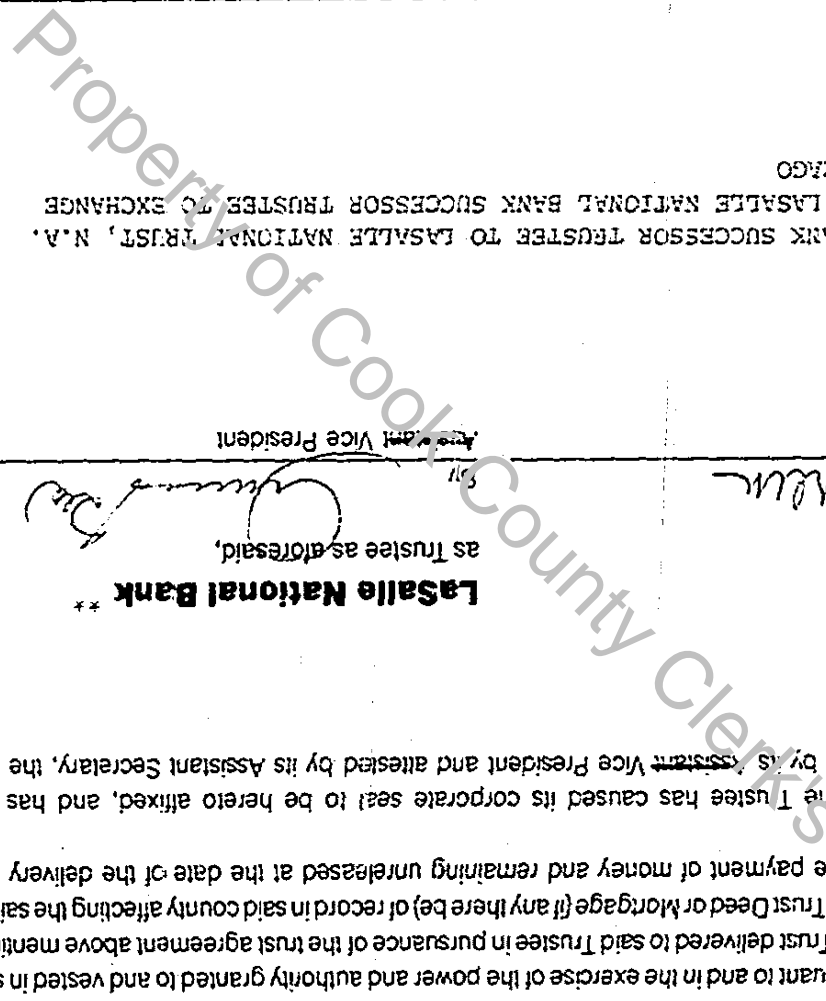 uant to and in the exercise of the power and authority granted to and vested in s
Trust delivered to said Trustee in pursuance of the trust agreement above menti
Trust Deed or Mortgage (if any there be) of record in said county affecting the sai
e payment of money and remaining unreleased at the date of the delivery
ie Trustee has caused its corporate seal to be hereto affixed, and has
by its Assistant Vice President and attested by its Assistant Secretary, the
LaSalle National Bank **
as Trustee as aforesaid,
By
Assistant Vice President
ANK SUCCESSOR TRUSTEE TO LASALLE NATIONAL TRUST, N.A.
LASALLE NATIONAL BANK SUCCESSOR TRUSTEE TO EXCHANGE
CAGO
Property of Cook County Clerk's